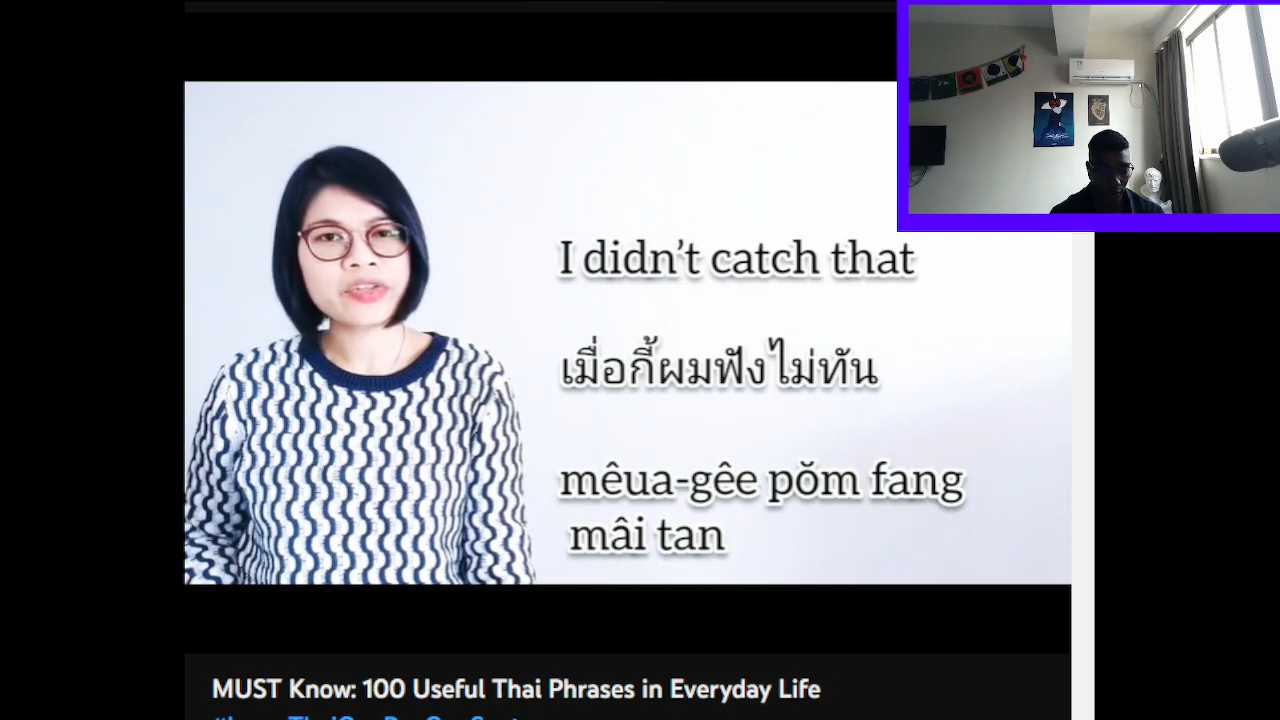 I didn't catch that
เมื่อกี้ผมฟังไม่ทัน
mêua-gêe pŏm fang
mâi tan
MUST Know: 100 Useful Thai Phrases in Everyday Life